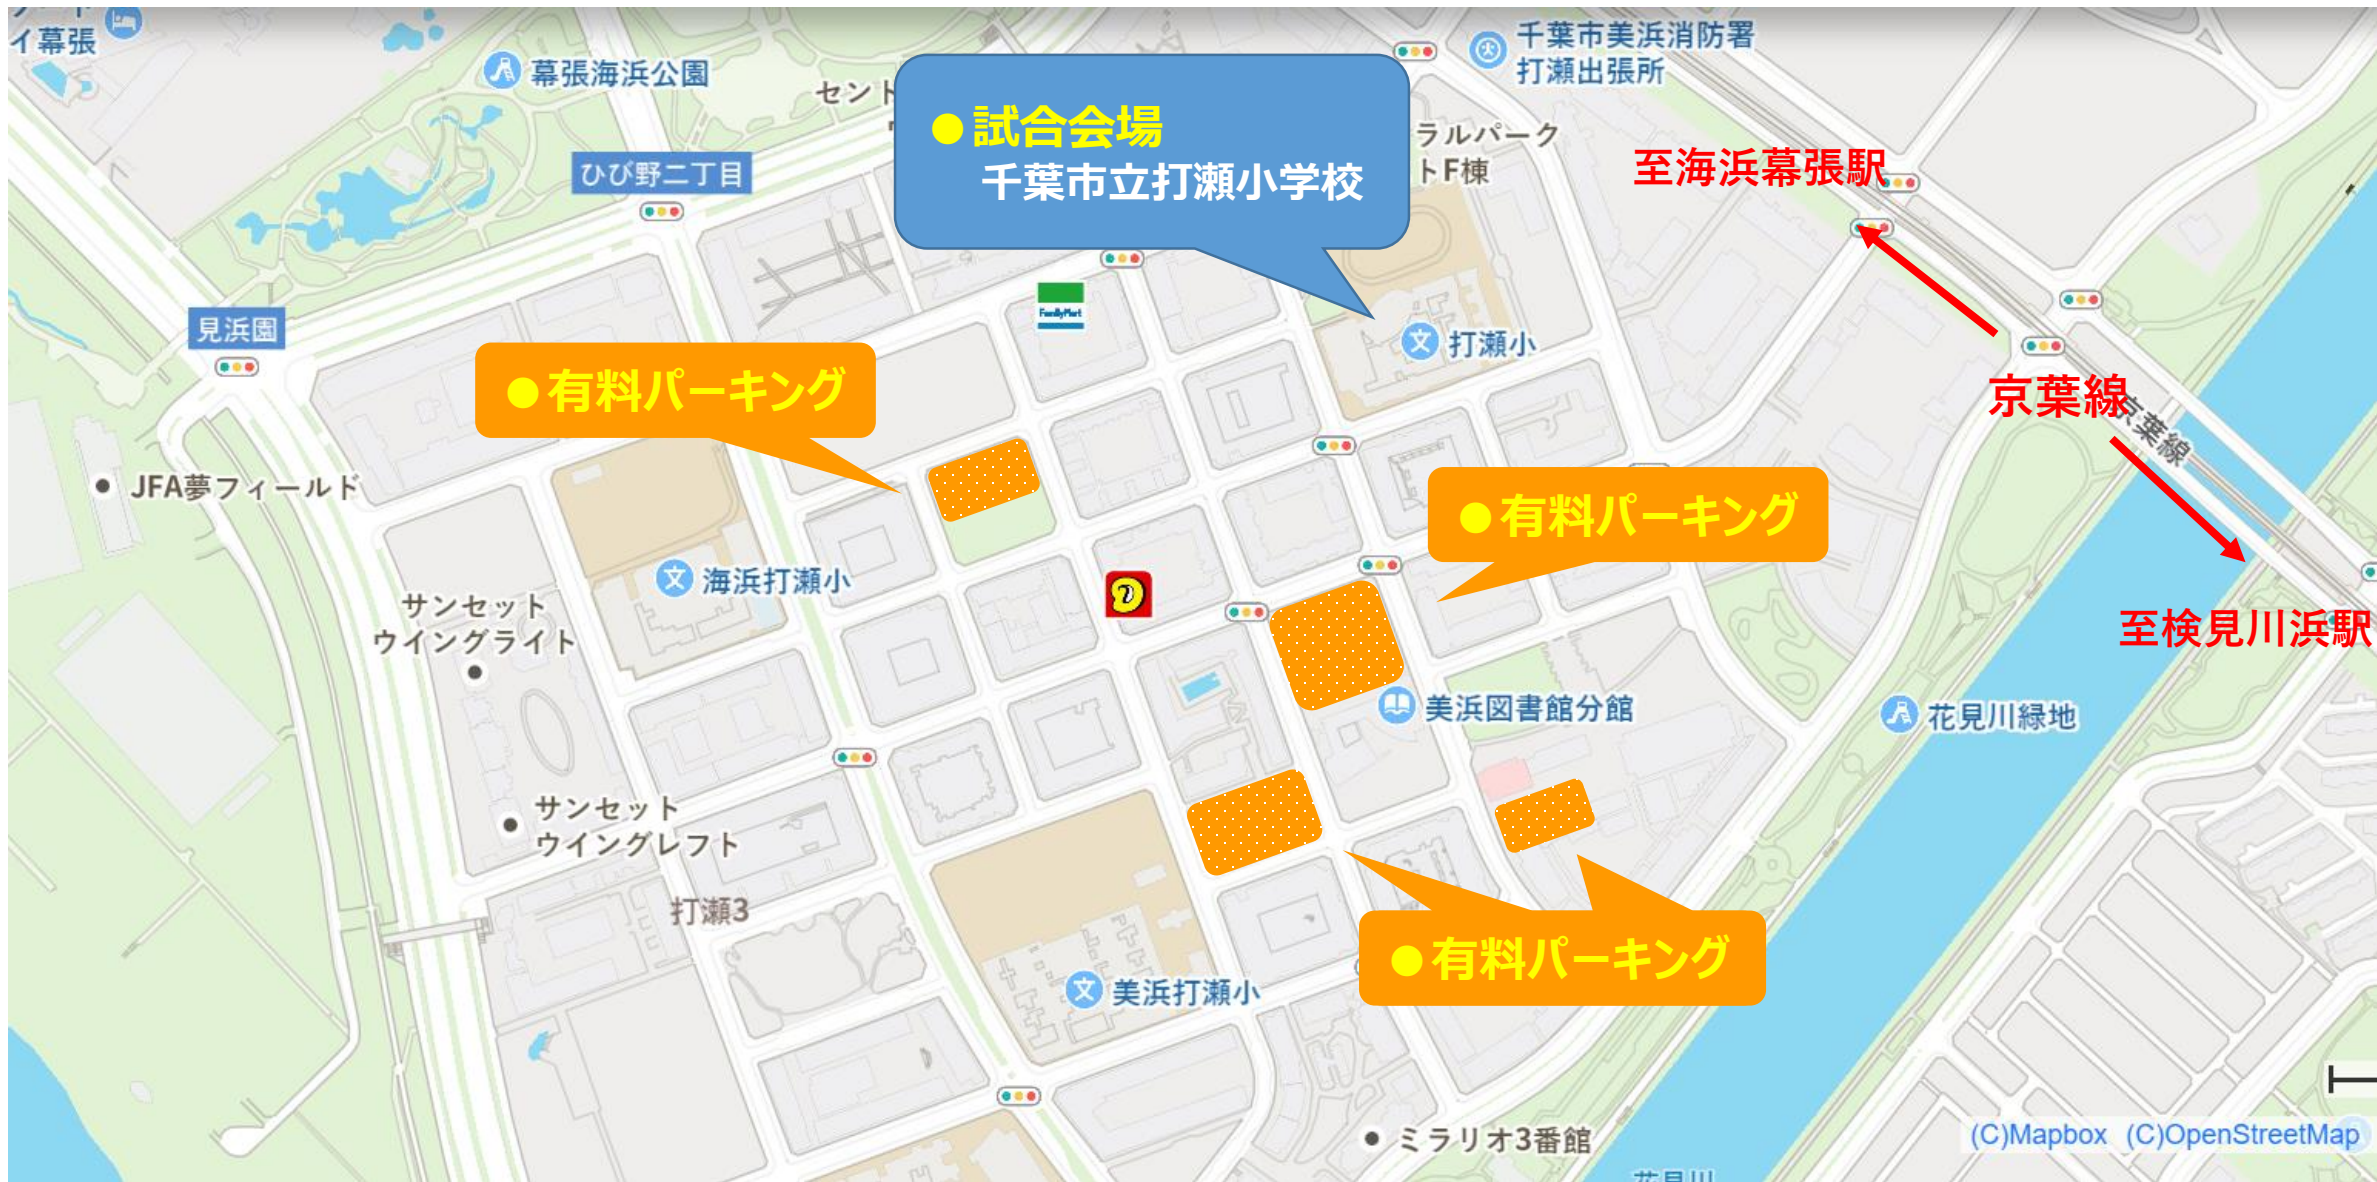 イ幕張
幕張海浜公園
セント
千葉市美浜消防署
打瀬出張所
●試合会場
千葉市立打瀬小学校
ラルパーク
トF棟
ひび野二丁目
至海浜幕張駅
見浜園
FamilyMart
打瀬小
●有料パーキング
京葉線
京葉線
JFA夢フィールド
●有料パーキング
海浜打瀬小
サンセット
ウイングライト
至検見川浜駅
美浜図書館分館
花見川緑地
サンセット
ウイングレフト
打瀬3
●有料パーキング
美浜打瀬小
ミラリオ3番館
(C)Mapbox (C)OpenStreetMap
花見川